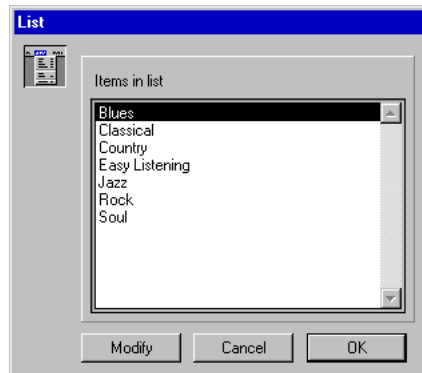 List
Items in list
Blues
Classical
Country
Easy Listening
Jazz
Rock
Soul
Modify Cancel OK